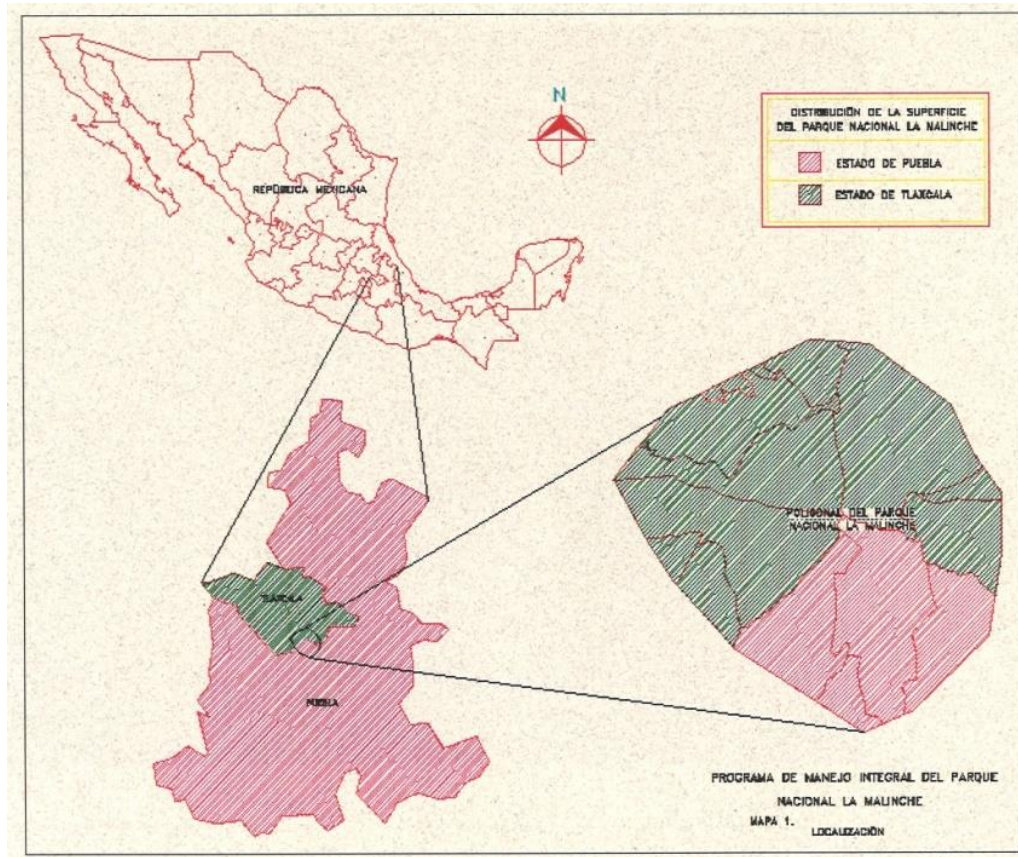 N
DISTRIBUCIÓN DE LA SUPERFICIE
DEL PARQUE NACIONAL LA MALINCHE
ESTADO DE PUEBLA
ESTADO DE TLAXCALA
REPÚBLICA MEXICANA
POLIGONAL DEL PARQUE
NACIONAL LA MALINCHE
TLAXCALA
PUEBLA
PROGRAMA DE MANEJO INTEGRAL DEL PARQUE
NACIONAL LA MALINCHE
MAPA 1.
LOCALIZACIÓN